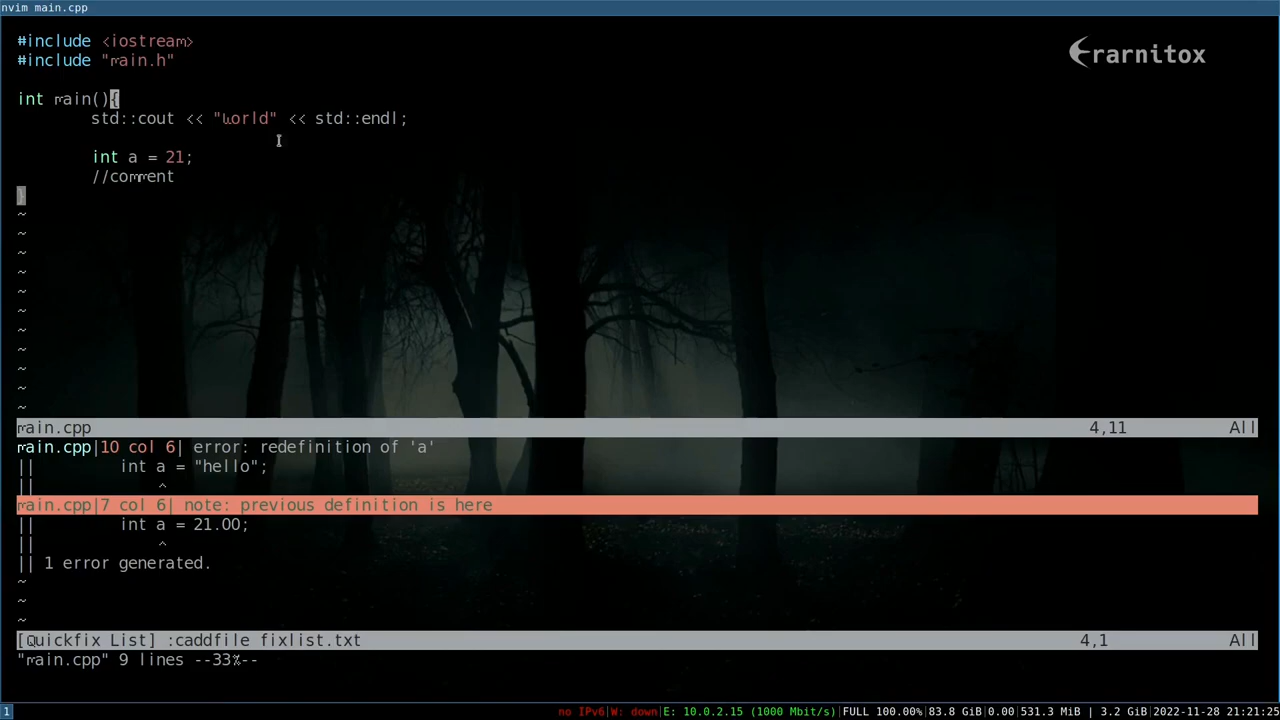 nvim main.cpp
#include <iostream>
#include "main.h"
rarnitox
int main(){
std::cout << "world" << std::endl;
int a = 21;
//comment
}
~
~
~
~
~
~
~
~
~
~
~
main.cpp 4,11 All
main.cpp|10 col 6| error: redefinition of 'a'
|| int a = "hello";
|| ^
main.cpp|7 col 6| note: previous definition is here
|| int a = 21.00;
|| ^
|| 1 error generated.
~
~
~
[Quickfix List] :caddfile fixlist.txt 4,1 All
"main.cpp" 9 lines --33%--
1 no IPv6|W: down|E: 10.0.2.15 (1000 Mbit/s)|FULL 100.00%|83.8 GiB|0.00|531.3 MiB | 3.2 GiB|2022-11-28 21:21:25